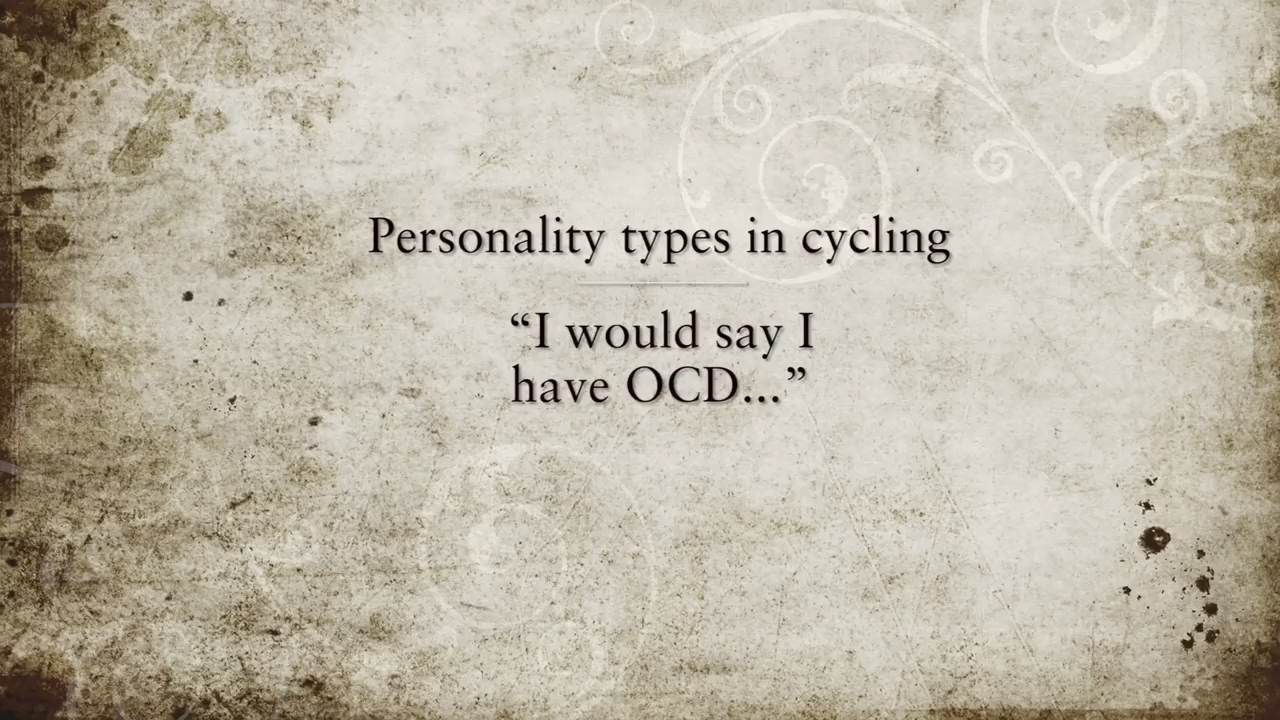 Personality types in cycling
“I would say I
have OCD...”